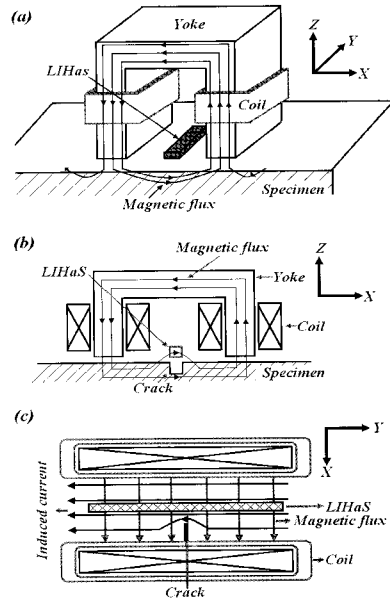 (a)
Yoke
Z
Y
X
LIHas
Coil
Specimen
Magnetic flux
(b)
Magnetic flux
LIHaS
Yoke
Z
X
Coil
Specimen
Crack
(c)
Y
X
Induced current
LIHaS
Magnetic flux
Coil
Crack